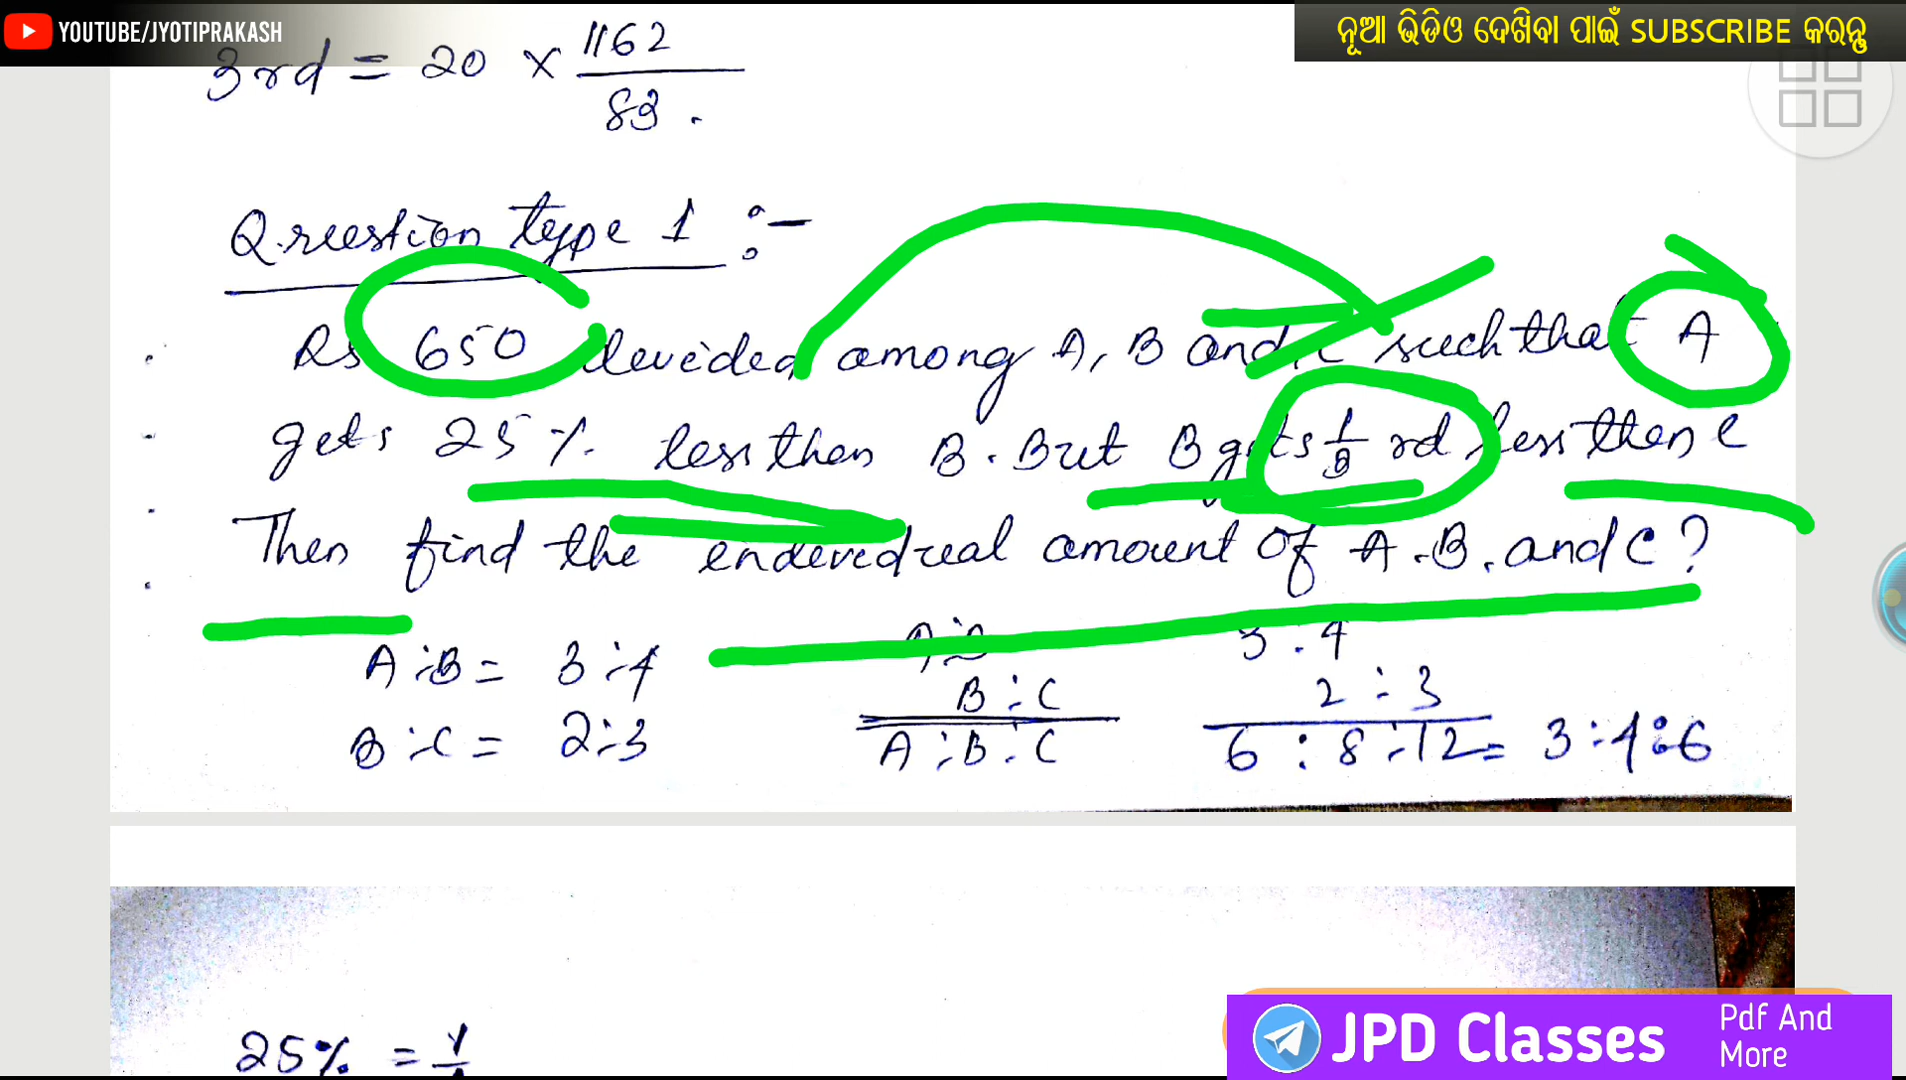 YOUTUBE/JYOTIPRAKASH
ନୂଆ ଭିଡିଓ ଦେଖିବା ପାଇଁ SUBSCRIBE କରନ୍ତୁ
3rd = 20 × 1162/83.
Question type 1 :-
Rs 650 devided among A, B and C such that A
gets 25% less then B. But B gets 1/3 rd less then C
Then find the endevedual amount of A.B.and C?
A:B = 3:4
B:C = 2:3
A:B
B:C
A:B:C
3:4
2:3
6:8:12 = 3:4:6
25% =
JPD Classes
Pdf And
More